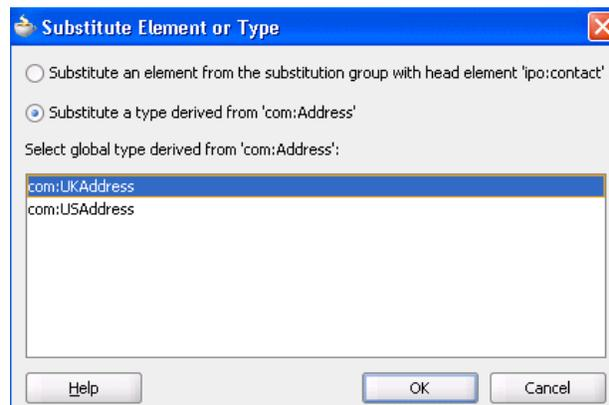 Substitute Element or Type
Substitute an element from the substitution group with head element 'ipo:contact'
Substitute a type derived from 'com:Address'
Select global type derived from 'com:Address':
com:UKAddress
com:USAddress
Help
OK
Cancel